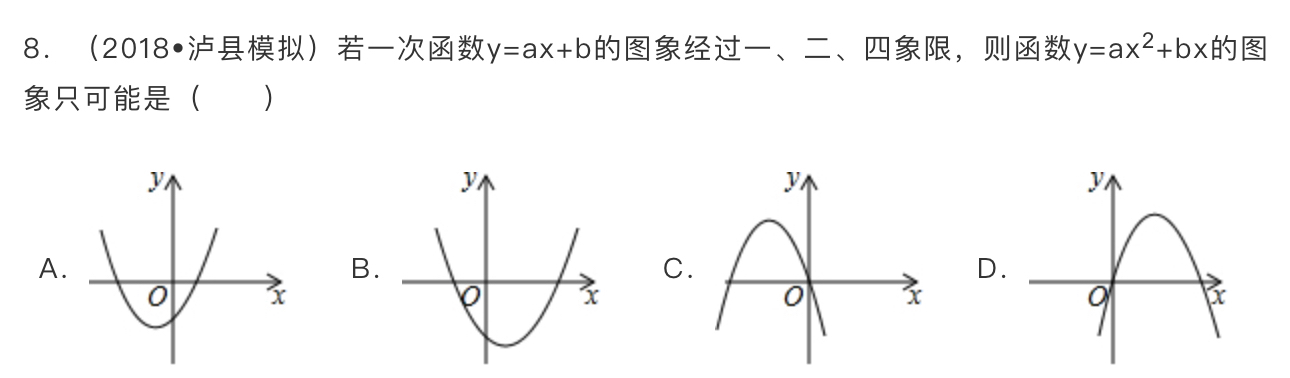 8. （2018•泸县模拟）若一次函数y=ax+b的图象经过一、二、四象限，则函数y=ax²+bx的图
象只可能是（　　）
A. y O x B. y O x C. y O x D. y O x